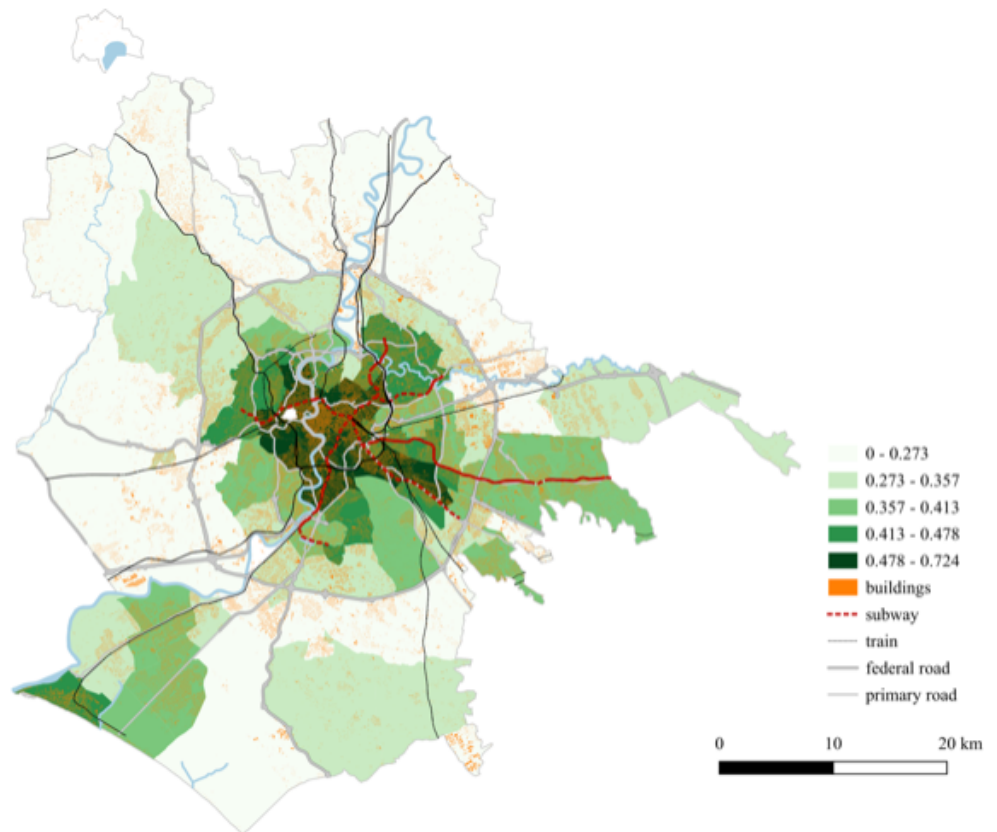 0 - 0.273
0.273 - 0.357
0.357 - 0.413
0.413 - 0.478
0.478 - 0.724
buildings
subway
train
federal road
primary road
0 10 20 km